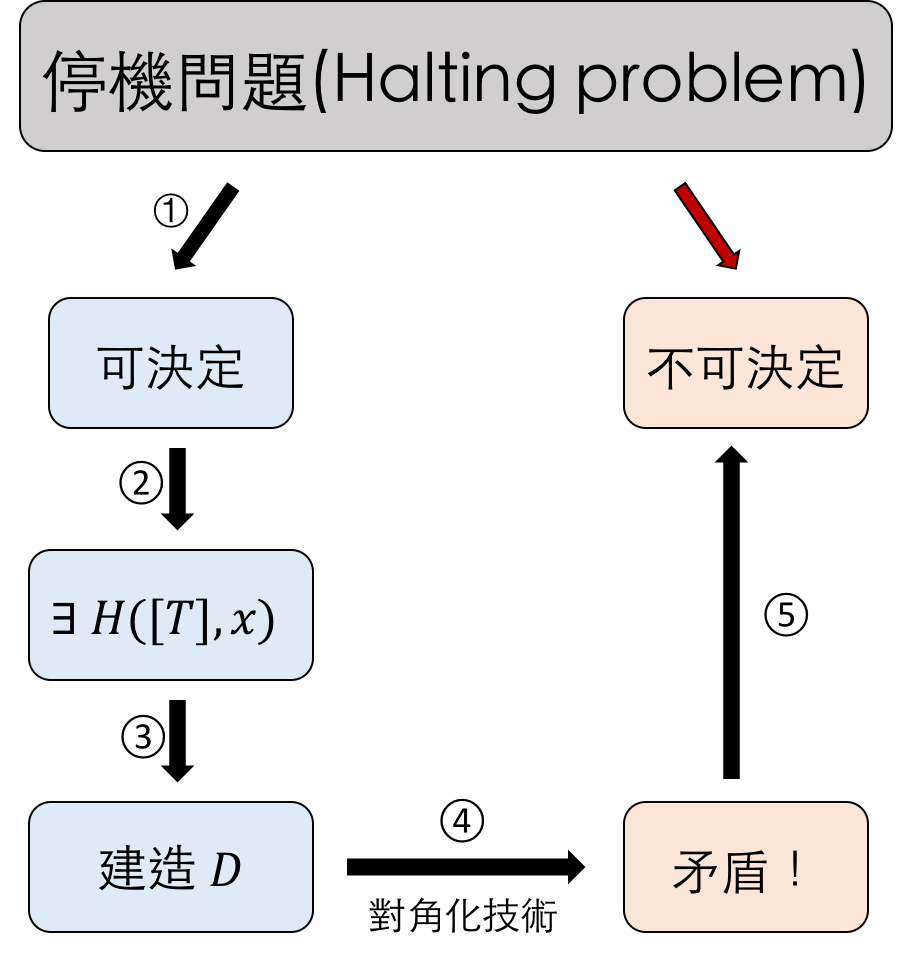 停機問題(Halting problem)
①
可決定
不可決定
②
∃ H([T], x)
⑤
③
④
建造 D
矛盾！
對角化技術